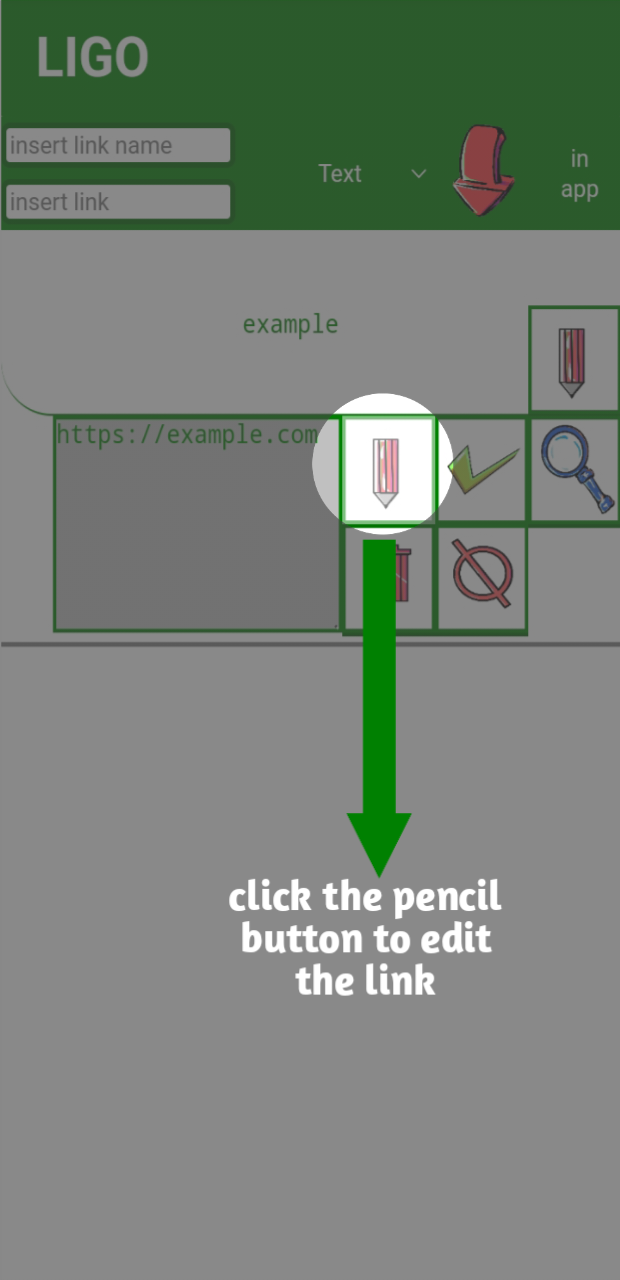 LIGO
insert link name
insert link
Text
in
app
example
https://example.com
click the pencil
button to edit
the link